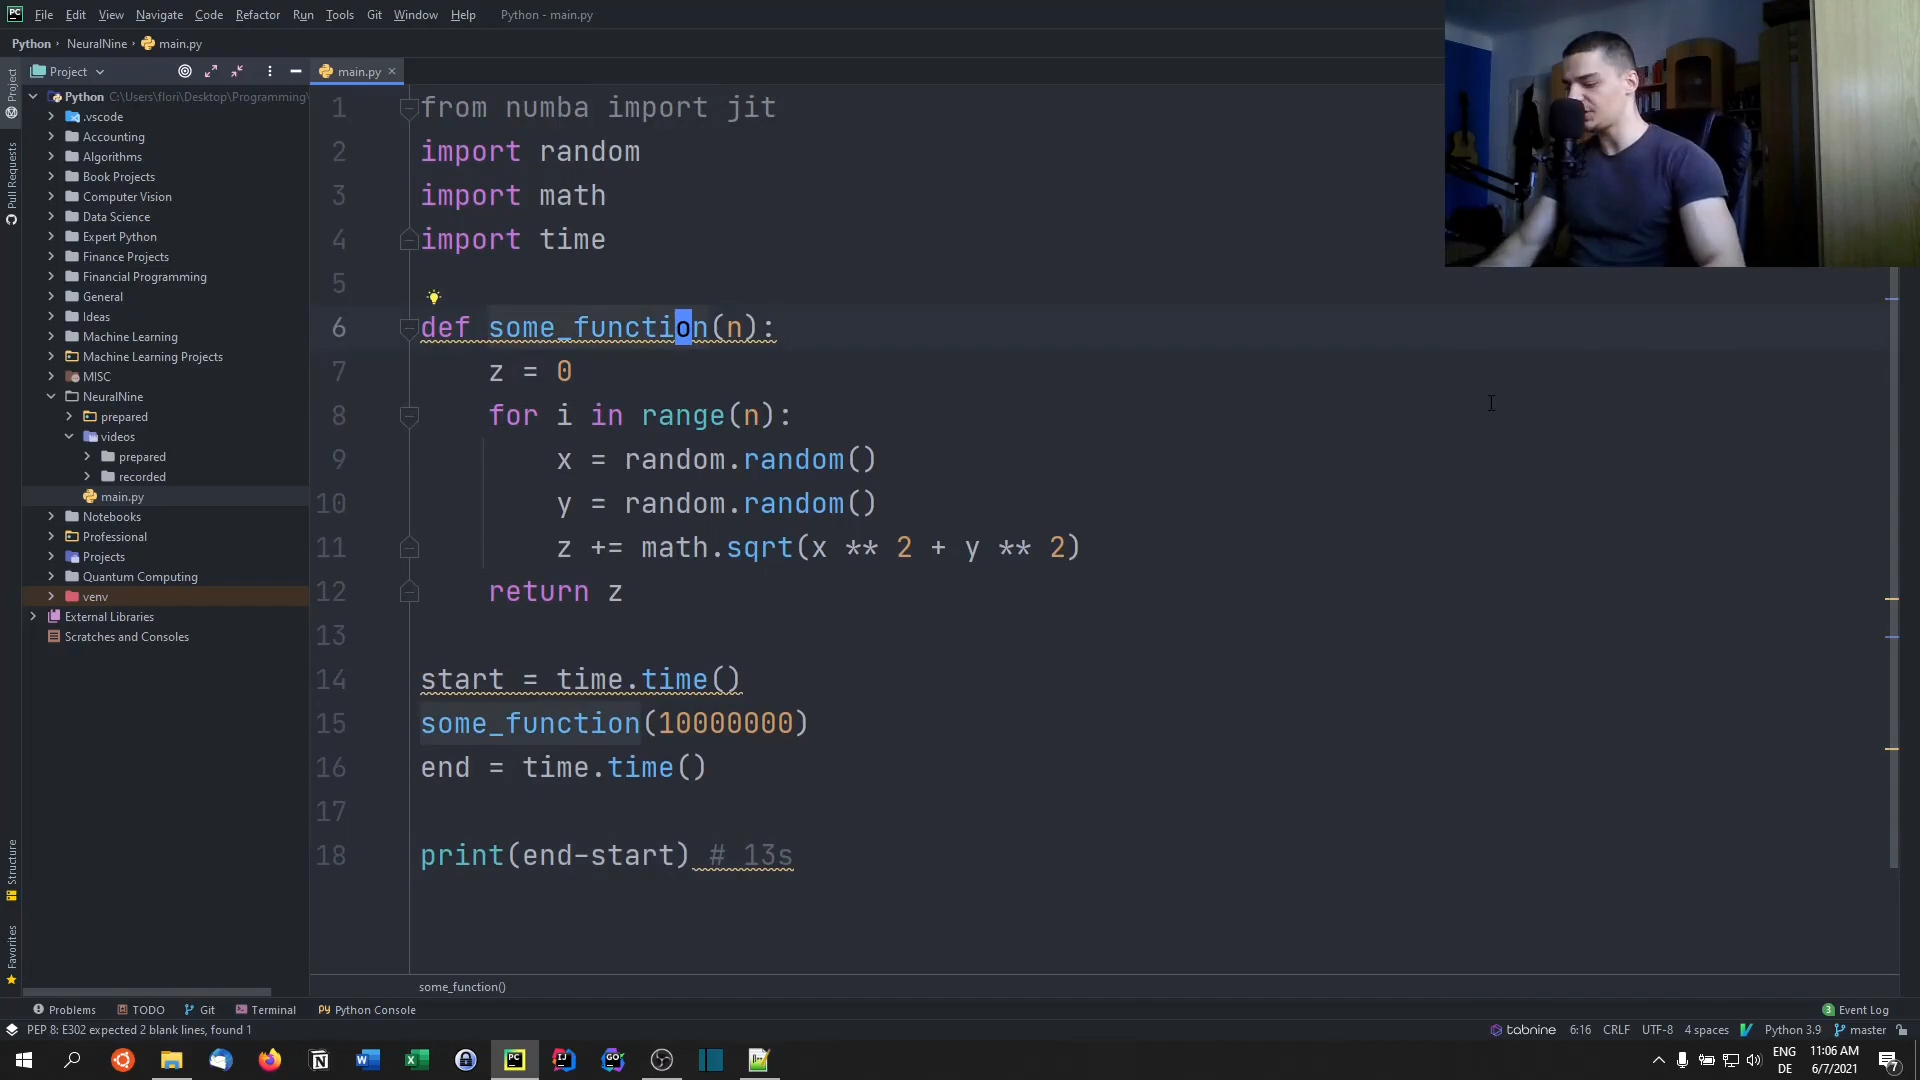 File Edit View Navigate Code Refactor Run Tools Git Window Help Python - main.py
Python NeuralNine main.py
Project
main.py
Python C:\Users\flori\Desktop\Programming\
.vscode
Accounting
Algorithms
Book Projects
Computer Vision
Data Science
Expert Python
Finance Projects
Financial Programming
General
Ideas
Machine Learning
Machine Learning Projects
MISC
NeuralNine
prepared
videos
prepared
recorded
main.py
Notebooks
Professional
Projects
Quantum Computing
venv
External Libraries
Scratches and Consoles
Project
Pull Requests
Structure
Favorites
1 from numba import jit
2 import random
3 import math
4 import time
5
6 def some_function(n):
7 z = 0
8 for i in range(n):
9 x = random.random()
10 y = random.random()
11 z += math.sqrt(x ** 2 + y ** 2)
12 return z
13
14 start = time.time()
15 some_function(10000000)
16 end = time.time()
17
18 print(end-start) # 13s
some_function()
Problems TODO Git Terminal Python Console 3 Event Log
PEP 8: E302 expected 2 blank lines, found 1 tabnine 6:16 CRLF UTF-8 4 spaces Python 3.9 master
ENG 11:06 AM
DE 6/7/2021
7